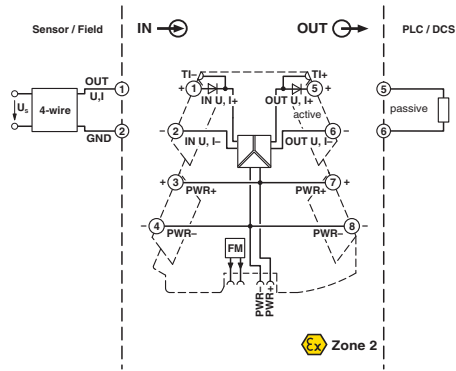 Sensor / Field
IN
OUT
PLC / DCS
OUT
U,I
1
Us
4-wire
2
GND
TI–
+
1
IN U, I+
TI+
5
+
OUT U, I+
active
–
2
IN U, I–
OUT U, I–
6
–
+
3
PWR+
PWR+
7
+
–
4
PWR–
PWR–
8
–
FM
PWR–
PWR+
5
passive
6
Ex
Zone 2